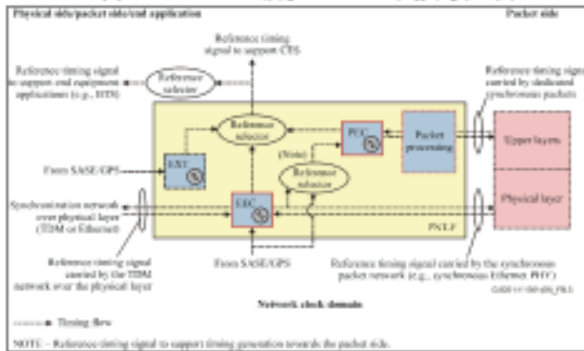 Physical side/packet side/end application
Packet side
Reference timing
signal to support CES
Reference timing signal
to support end equipment
applications (e.g., BTS)
Reference
selector
Reference timing signal
carried by dedicated
synchronous packets
Reference
selector
PEC
Packet
processing
Upper layers
(Note)
EXT
From SASE/GPS
Reference
selector
Physical layer
Synchronization network
over physical layer
(TDM or Ethernet)
EEC
PNT-F
Reference timing signal
carried by the TDM
network over the physical layer
From SASE/GPS
Reference timing signal carried by the synchronous
packet network (e.g., synchronous Ethernet PHY)
Network clock domain
Timing flow
NOTE – Reference timing signal to support timing generation towards the packet side.